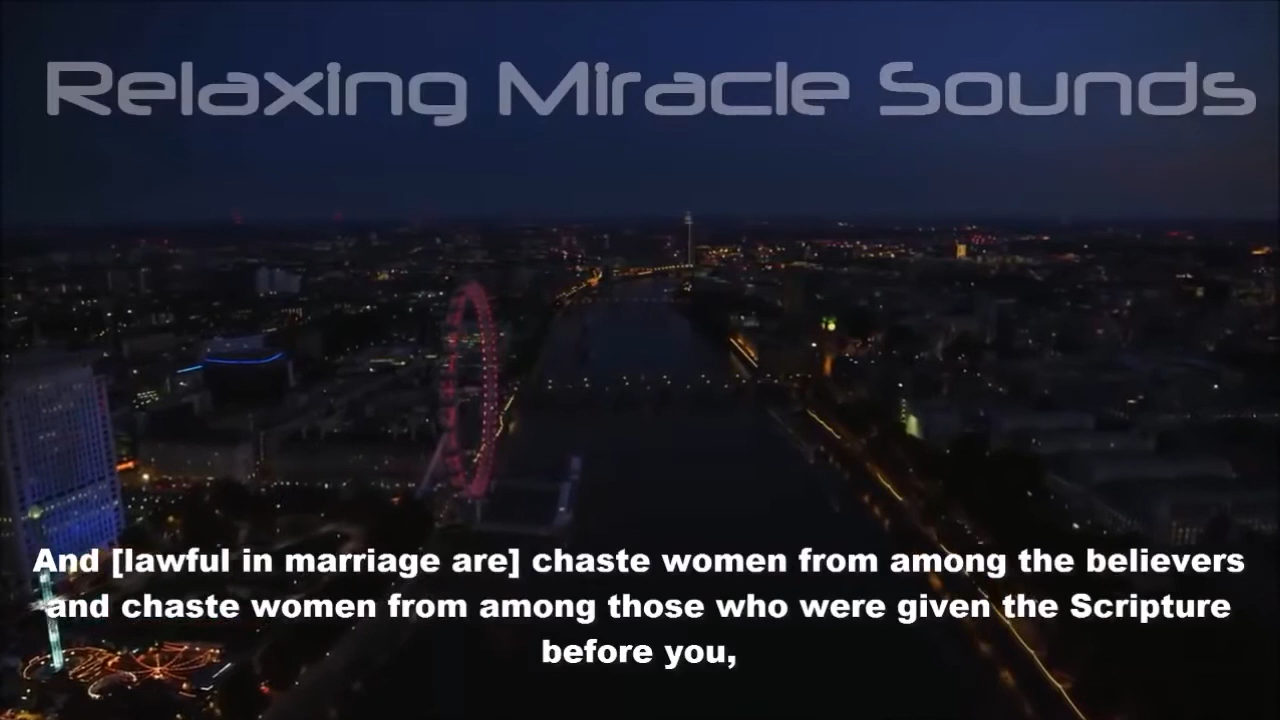 Relaxing Miracle Sounds
And [lawful in marriage are] chaste women from among the believers
and chaste women from among those who were given the Scripture
before you,